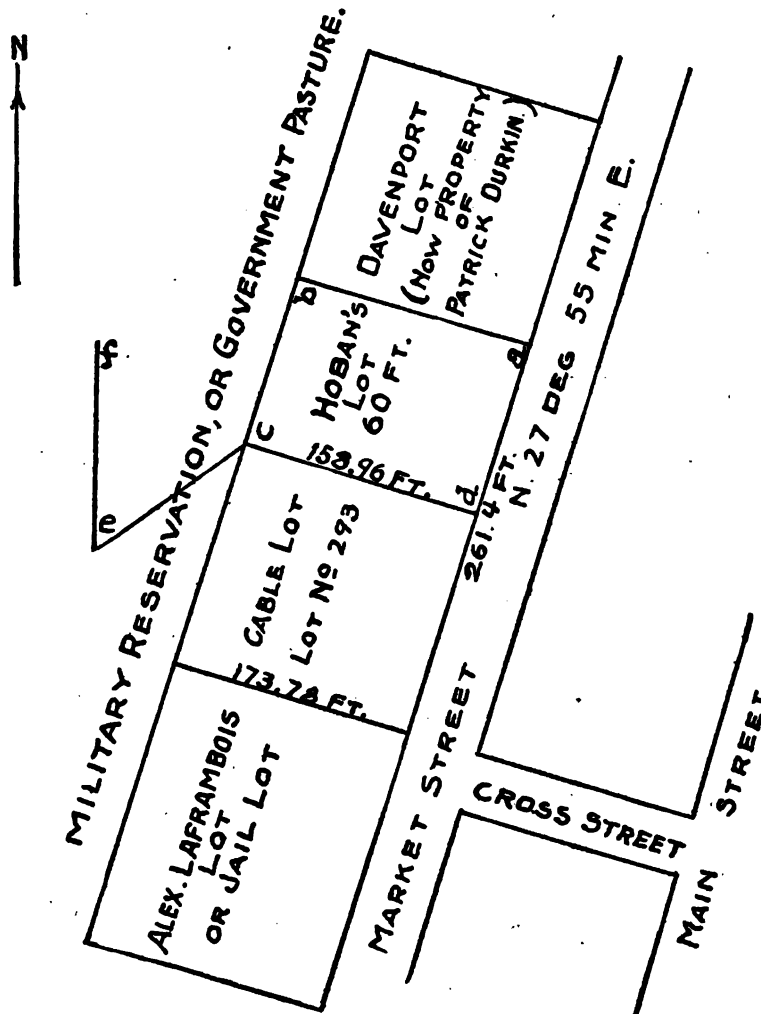 N
MILITARY RESERVATION, OR GOVERNMENT PASTURE.
f
e
DAVENPORT
LOT
(NOW PROPERTY
OF
PATRICK DURKIN.)
b
a
HOBAN'S
LOT
60 FT.
c
158.96 FT.
d
261.4 FT.
N. 27 DEG 55 MIN E.
CABLE LOT
LOT No 293
173.78 FT.
ALEX. LAFRAMBOIS
LOT
OR JAIL LOT
MARKET STREET
CROSS STREET
MAIN STREET